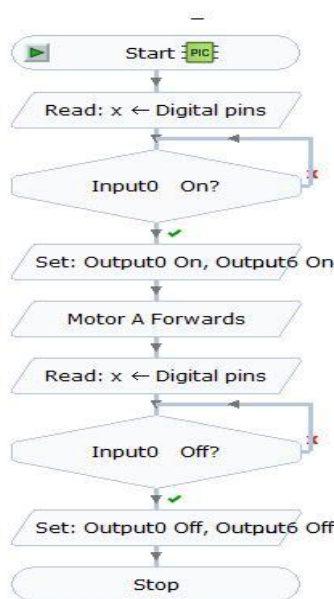 Start PIC
Read: x ← Digital pins
Input0 On?
Set: Output0 On, Output6 On
Motor A Forwards
Read: x ← Digital pins
Input0 Off?
Set: Output0 Off, Output6 Off
Stop